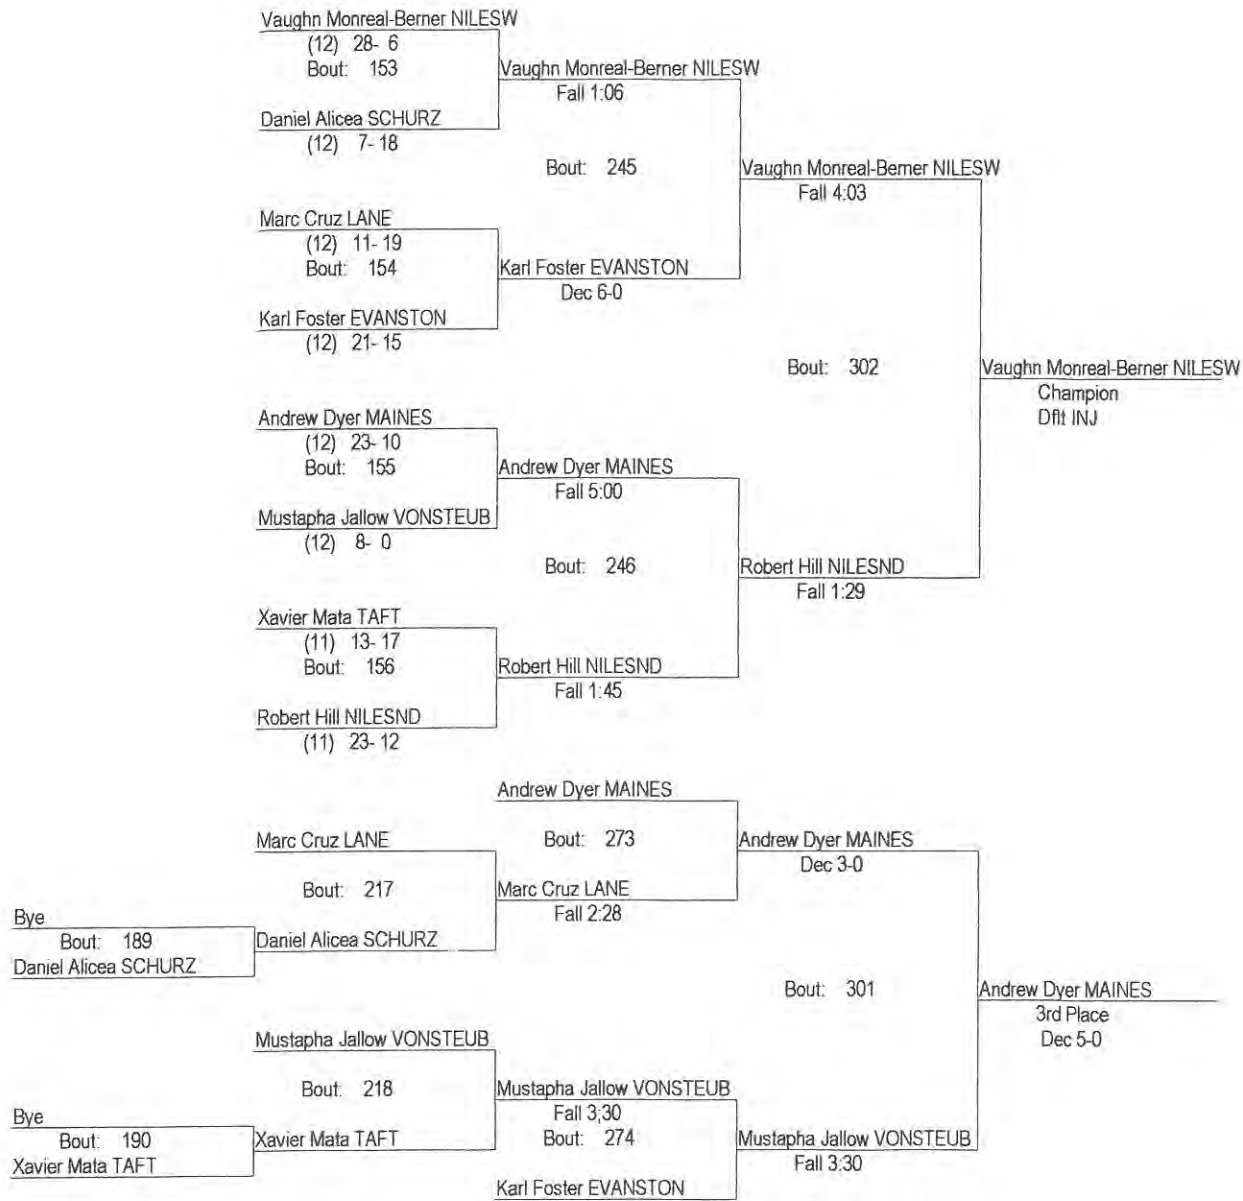 Vaughn Monreal-Berner NILESW
(12) 28- 6
Bout: 153
Vaughn Monreal-Berner NILESW
Fall 1:06
Daniel Alicea SCHURZ
(12) 7- 18
Bout: 245
Vaughn Monreal-Berner NILESW
Fall 4:03
Marc Cruz LANE
(12) 11- 19
Bout: 154
Karl Foster EVANSTON
Dec 6-0
Karl Foster EVANSTON
(12) 21- 15
Bout: 302
Vaughn Monreal-Berner NILESW
Champion
Dflt INJ
Andrew Dyer MAINES
(12) 23- 10
Bout: 155
Andrew Dyer MAINES
Fall 5:00
Mustapha Jallow VONSTEUB
(12) 8- 0
Bout: 246
Robert Hill NILESND
Fall 1:29
Xavier Mata TAFT
(11) 13- 17
Bout: 156
Robert Hill NILESND
Fall 1:45
Robert Hill NILESND
(11) 23- 12
Andrew Dyer MAINES
Bout: 273
Andrew Dyer MAINES
Dec 3-0
Marc Cruz LANE
Bout: 217
Marc Cruz LANE
Fall 2:28
Bye
Bout: 189
Daniel Alicea SCHURZ
Daniel Alicea SCHURZ
Bout: 301
Andrew Dyer MAINES
3rd Place
Dec 5-0
Mustapha Jallow VONSTEUB
Bout: 218
Mustapha Jallow VONSTEUB
Fall 3;30
Bye
Bout: 190
Xavier Mata TAFT
Xavier Mata TAFT
Bout: 274
Mustapha Jallow VONSTEUB
Fall 3:30
Karl Foster EVANSTON